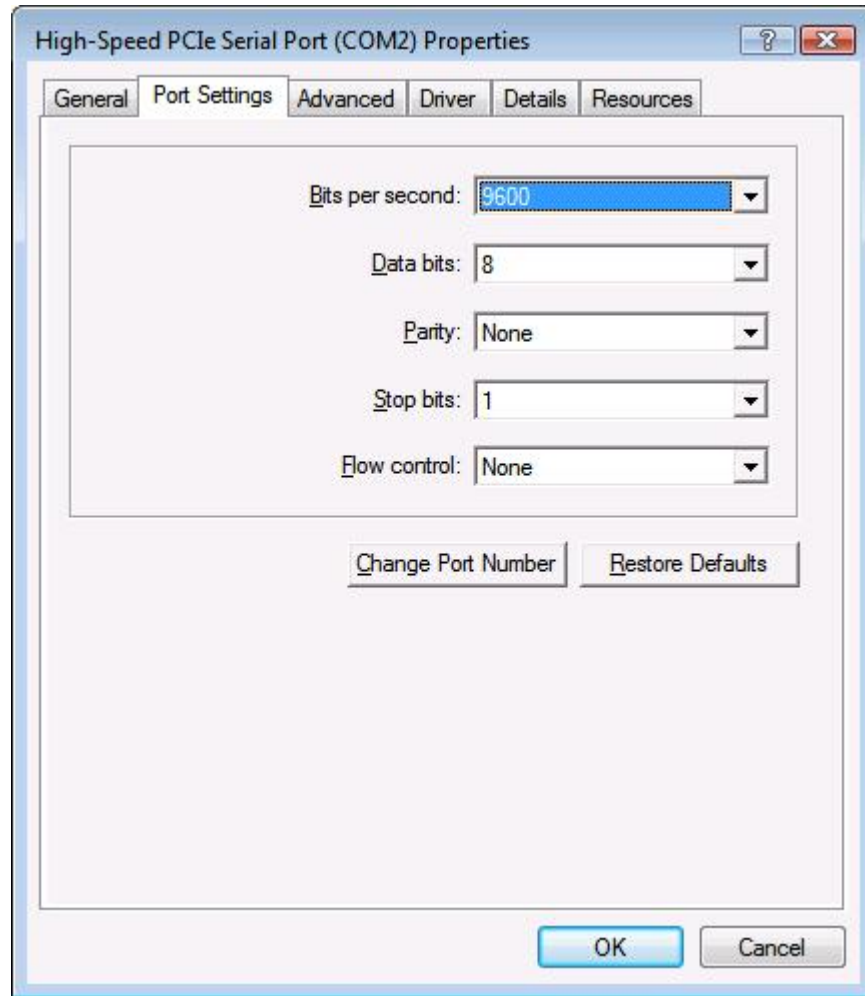 High-Speed PCIe Serial Port (COM2) Properties
General Port Settings Advanced Driver Details Resources
Bits per second: 9600
Data bits: 8
Parity: None
Stop bits: 1
Flow control: None
Change Port Number Restore Defaults
OK Cancel